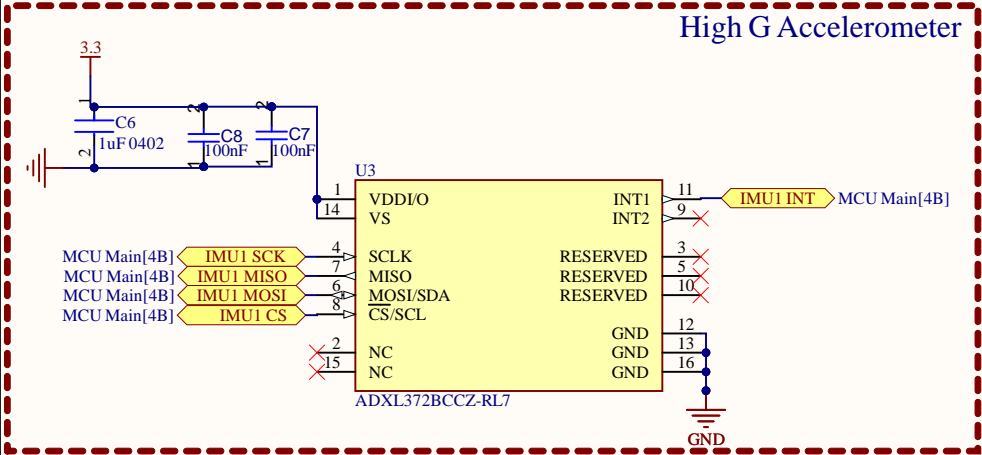 High G Accelerometer
3.3
1
2
2
C6
1uF 0402
C8
100nF
C7
100nF
2
1
1
U3
1 VDDI/O INT1 11 IMU1 INT MCU Main[4B]
14 VS INT2 9
MCU Main[4B] IMU1 SCK 4 SCLK RESERVED 3
MCU Main[4B] IMU1 MISO 7 MISO RESERVED 5
MCU Main[4B] IMU1 MOSI 6 MOSI/SDA RESERVED 10
MCU Main[4B] IMU1 CS 8 CS/SCL
GND 12
2 NC GND 13
15 NC GND 16
ADXL372BCCZ-RL7
GND